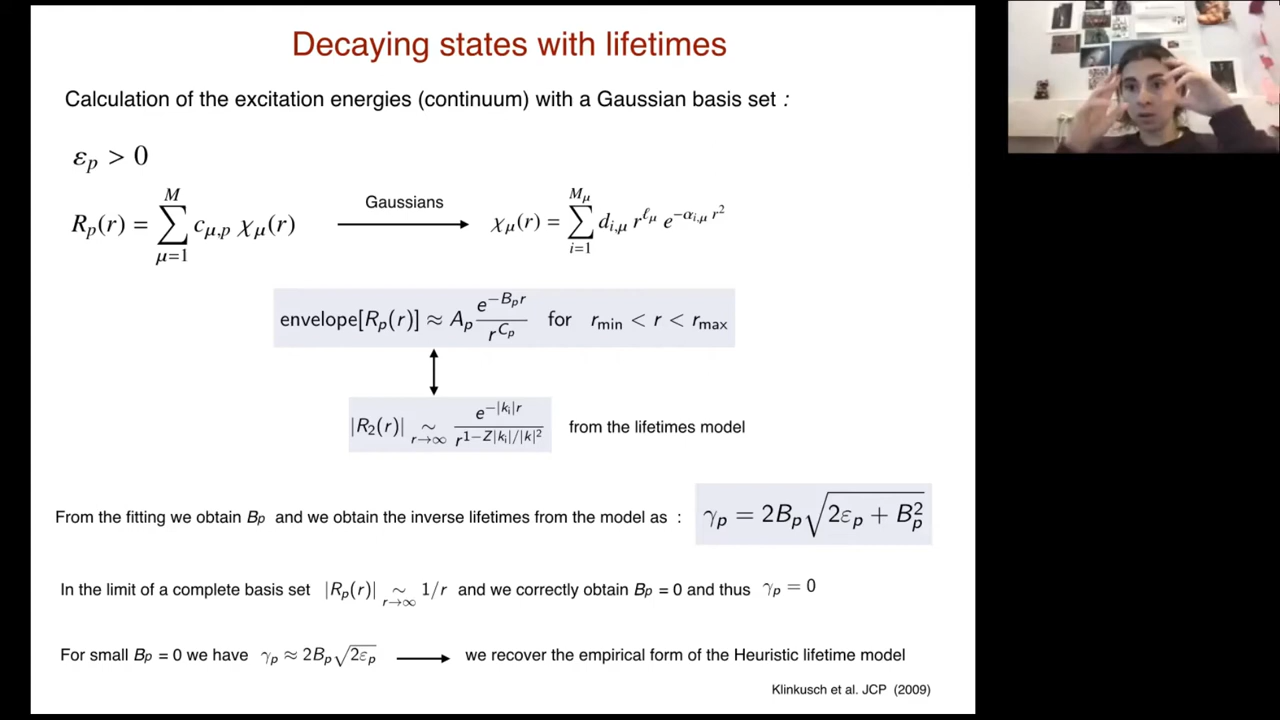 Decaying states with lifetimes
Calculation of the excitation energies (continuum) with a Gaussian basis set :
εₚ > 0
Rₚ(r) = ∑_{μ=1}^{M} c_{μ,p} χ_μ(r)
Gaussians
χ_μ(r) = ∑_{i=1}^{M_μ} d_{i,μ} r^{ℓ_μ} e^{−α_{i,μ} r²}
envelope[Rₚ(r)] ≈ Aₚ e^{−Bₚr} / r^{Cₚ} for r_min < r < r_max
|R₂(r)| ∼_{r→∞} e^{−|kᵢ|r} / r^{1−Z|kᵢ|/|k|²} from the lifetimes model
From the fitting we obtain Bₚ and we obtain the inverse lifetimes from the model as : γₚ = 2Bₚ√(2εₚ + Bₚ²)
In the limit of a complete basis set |Rₚ(r)| ∼_{r→∞} 1/r and we correctly obtain Bₚ = 0 and thus γₚ = 0
For small Bₚ = 0 we have γₚ ≈ 2Bₚ√(2εₚ) ⟶ we recover the empirical form of the Heuristic lifetime model
Klinkusch et al. JCP (2009)